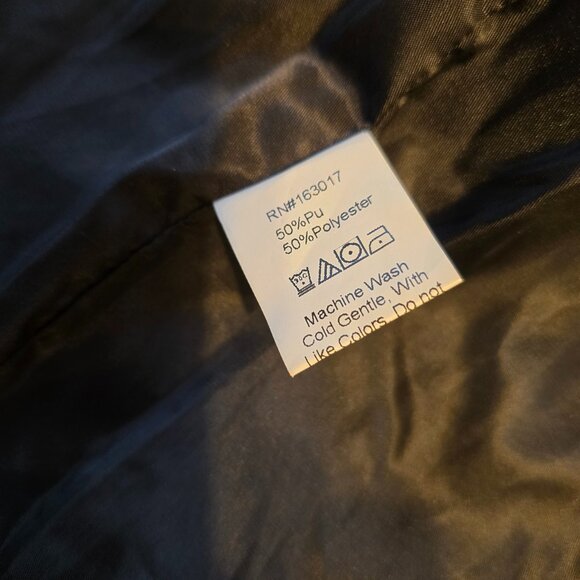 RN#163017
50%Pu
50%Polyester
Machine Wash
Cold Gentle, With
Like Colors, Do not